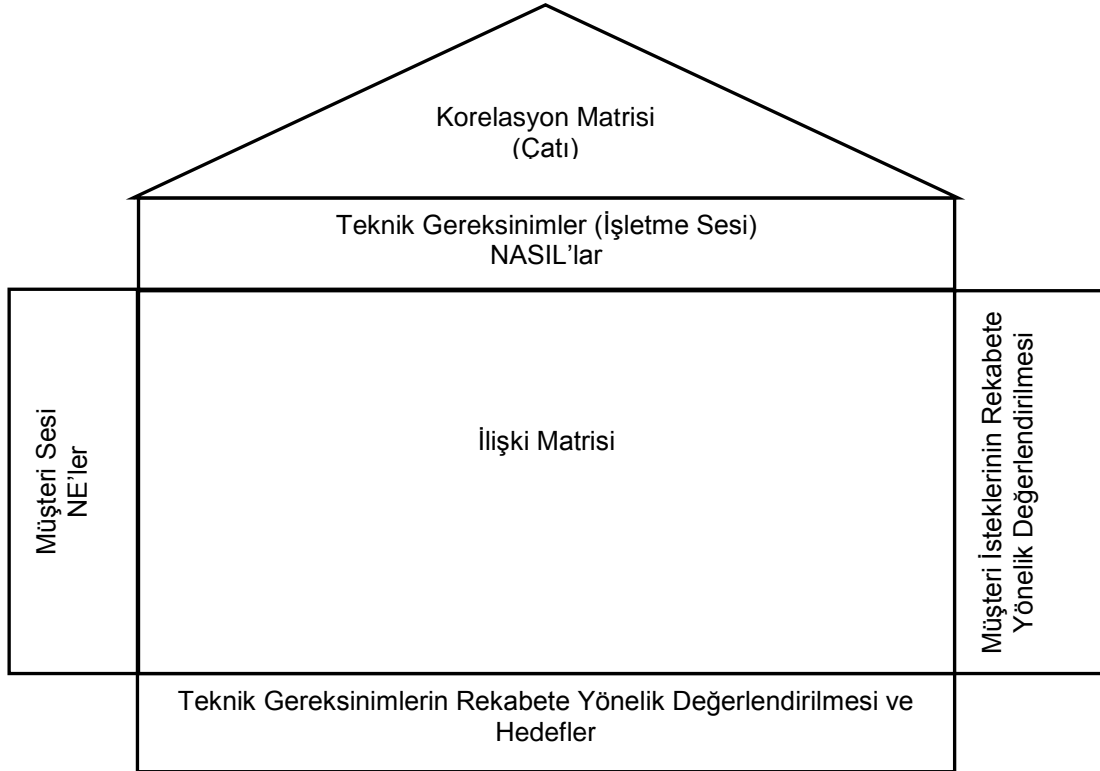 Korelasyon Matrisi
(Çatı)
Teknik Gereksinimler (İşletme Sesi)
NASIL’lar
Müşteri Sesi
NE’ler
İlişki Matrisi
Müşteri İsteklerinin Rekabete
Yönelik Değerlendirilmesi
Teknik Gereksinimlerin Rekabete Yönelik Değerlendirilmesi ve
Hedefler